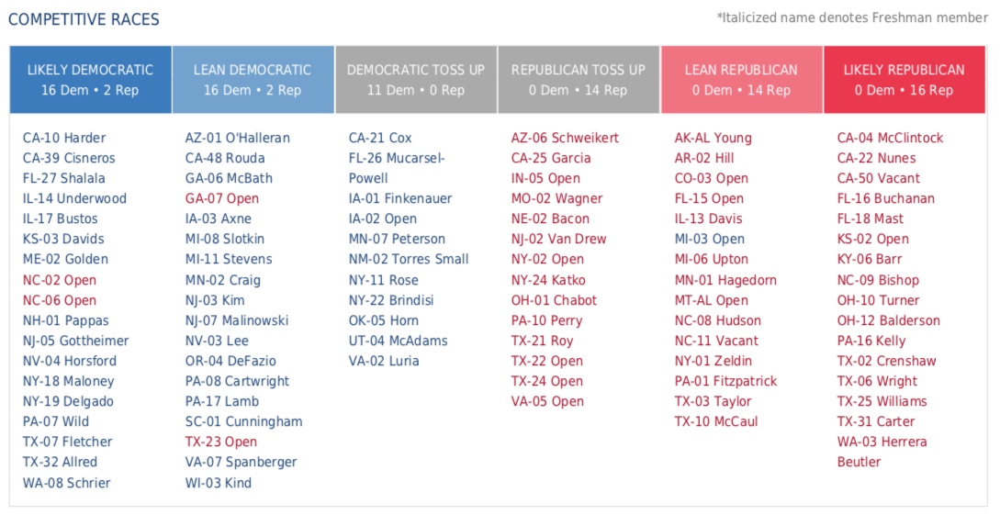 COMPETITIVE RACES
*Italicized name denotes Freshman member
LIKELY DEMOCRATIC
16 Dem • 2 Rep
CA-10 Harder
CA-39 Cisneros
FL-27 Shalala
IL-14 Underwood
IL-17 Bustos
KS-03 Davids
ME-02 Golden
NC-02 Open
NC-06 Open
NH-01 Pappas
NJ-05 Gottheimer
NV-04 Horsford
NY-18 Maloney
NY-19 Delgado
PA-07 Wild
TX-07 Fletcher
TX-32 Allred
WA-08 Schrier
LEAN DEMOCRATIC
16 Dem • 2 Rep
AZ-01 O'Halleran
CA-48 Rouda
GA-06 McBath
GA-07 Open
IA-03 Axne
MI-08 Slotkin
MI-11 Stevens
MN-02 Craig
NJ-03 Kim
NJ-07 Malinowski
NV-03 Lee
OR-04 DeFazio
PA-08 Cartwright
PA-17 Lamb
SC-01 Cunningham
TX-23 Open
VA-07 Spanberger
WI-03 Kind
DEMOCRATIC TOSS UP
11 Dem • 0 Rep
CA-21 Cox
FL-26 Mucarsel-
Powell
IA-01 Finkenauer
IA-02 Open
MN-07 Peterson
NM-02 Torres Small
NY-11 Rose
NY-22 Brindisi
OK-05 Horn
UT-04 McAdams
VA-02 Luria
REPUBLICAN TOSS UP
0 Dem • 14 Rep
AZ-06 Schweikert
CA-25 Garcia
IN-05 Open
MO-02 Wagner
NE-02 Bacon
NJ-02 Van Drew
NY-02 Open
NY-24 Katko
OH-01 Chabot
PA-10 Perry
TX-21 Roy
TX-22 Open
TX-24 Open
VA-05 Open
LEAN REPUBLICAN
0 Dem • 14 Rep
AK-AL Young
AR-02 Hill
CO-03 Open
FL-15 Open
IL-13 Davis
MI-03 Open
MI-06 Upton
MN-01 Hagedorn
MT-AL Open
NC-08 Hudson
NC-11 Vacant
NY-01 Zeldin
PA-01 Fitzpatrick
TX-03 Taylor
TX-10 McCaul
LIKELY REPUBLICAN
0 Dem • 16 Rep
CA-04 McClintock
CA-22 Nunes
CA-50 Vacant
FL-16 Buchanan
FL-18 Mast
KS-02 Open
KY-06 Barr
NC-09 Bishop
OH-10 Turner
OH-12 Balderson
PA-16 Kelly
TX-02 Crenshaw
TX-06 Wright
TX-25 Williams
TX-31 Carter
WA-03 Herrera
Beutler